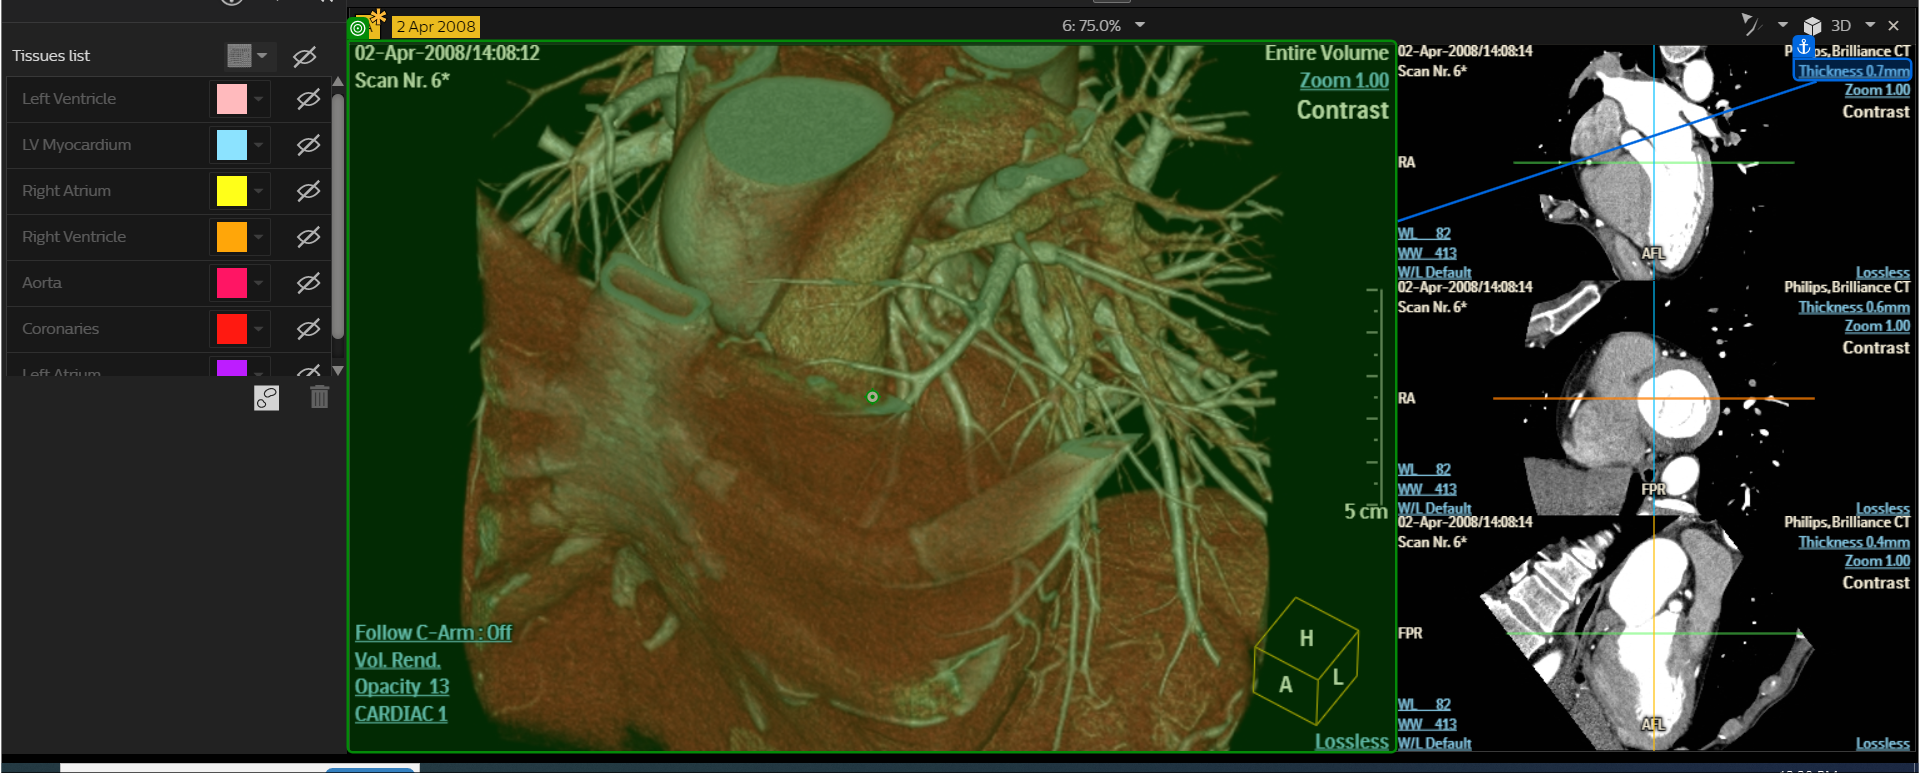 Tissues list
Left Ventricle
LV Myocardium
Right Atrium
Right Ventricle
Aorta
Coronaries
Left Atrium
2 Apr 2008
6: 75.0%
3D
02-Apr-2008/14:08:12
Scan Nr. 6*
Entire Volume
Zoom 1.00
Contrast
5 cm
Follow C-Arm : Off
Vol. Rend.
Opacity 13
CARDIAC 1
H
A
L
Lossless
02-Apr-2008/14:08:14
Scan Nr. 6*
Philips, Brilliance CT
Thickness 0.7mm
Zoom 1.00
Contrast
RA
WL 82
WW 413
W/L Default
AFL
Lossless
02-Apr-2008/14:08:14
Scan Nr. 6*
Philips, Brilliance CT
Thickness 0.6mm
Zoom 1.00
Contrast
RA
WL 82
WW 413
W/L Default
FPR
Lossless
02-Apr-2008/14:08:14
Scan Nr. 6*
Philips, Brilliance CT
Thickness 0.4mm
Zoom 1.00
Contrast
FPR
WL 82
WW 413
W/L Default
AFL
Lossless